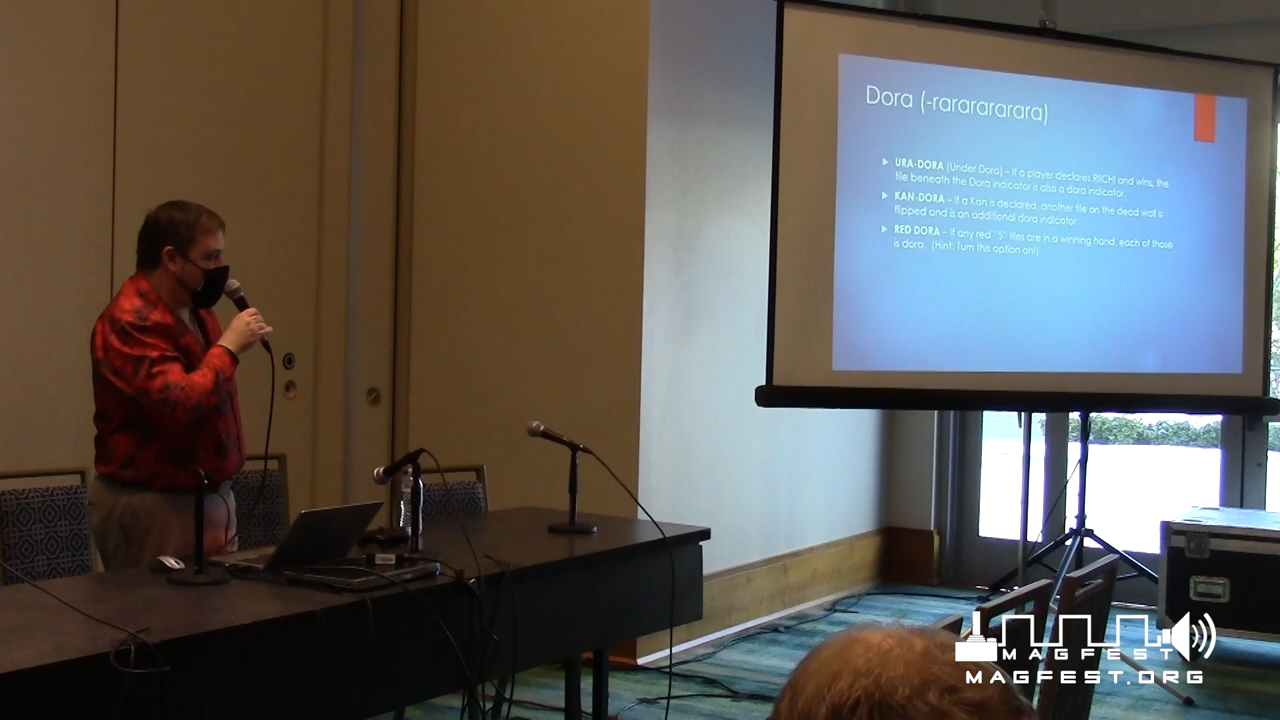 Dora (-rararararara)
URA-DORA (Under Dora) – If a player declares RIICHI and wins, the
tile beneath the Dora indicator is also a dora indicator.
KAN-DORA – If a Kan is declared, another tile on the dead wall is
flipped and is an additional dora indicator.
RED DORA – If any red "5" tiles are in a winning hand, each of those
is dora. (Hint: Turn this option on!)
MAGFEST
MAGFEST.ORG